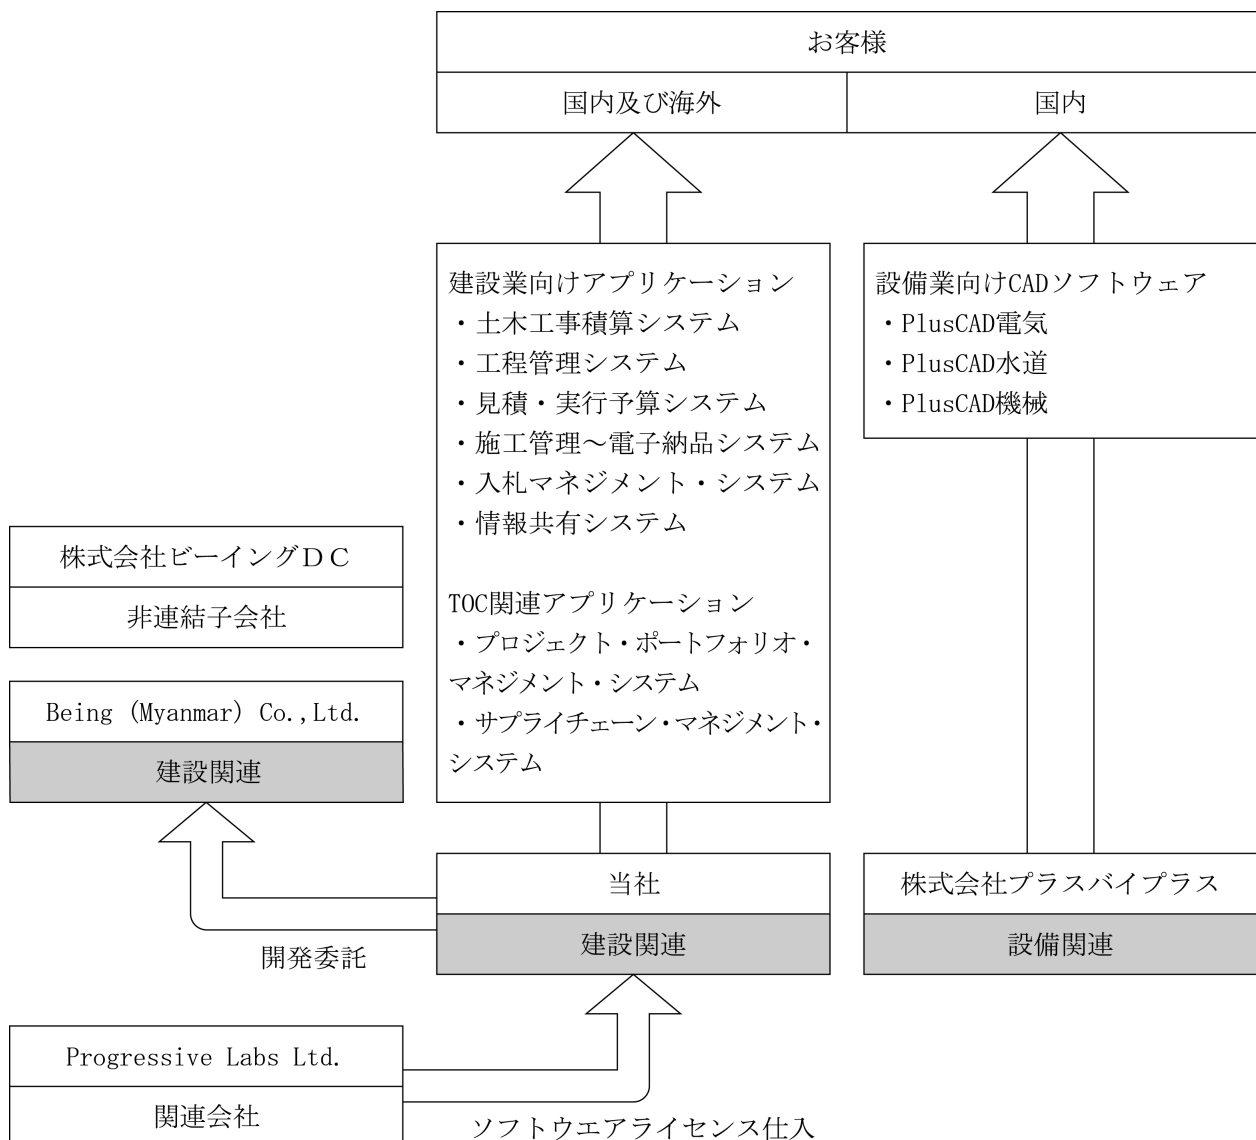 お客様
国内及び海外
国内
建設業向けアプリケーション
・土木工事積算システム
・工程管理システム
・見積・実行予算システム
・施工管理～電子納品システム
・入札マネジメント・システム
・情報共有システム
TOC関連アプリケーション
・プロジェクト・ポートフォリオ・
マネジメント・システム
・サプライチェーン・マネジメント・
システム
設備業向けCADソフトウェア
・PlusCAD電気
・PlusCAD水道
・PlusCAD機械
株式会社ビーイングＤＣ
非連結子会社
Being (Myanmar) Co.,Ltd.
建設関連
当社
建設関連
株式会社プラスバイプラス
設備関連
開発委託
Progressive Labs Ltd.
関連会社
ソフトウエアライセンス仕入